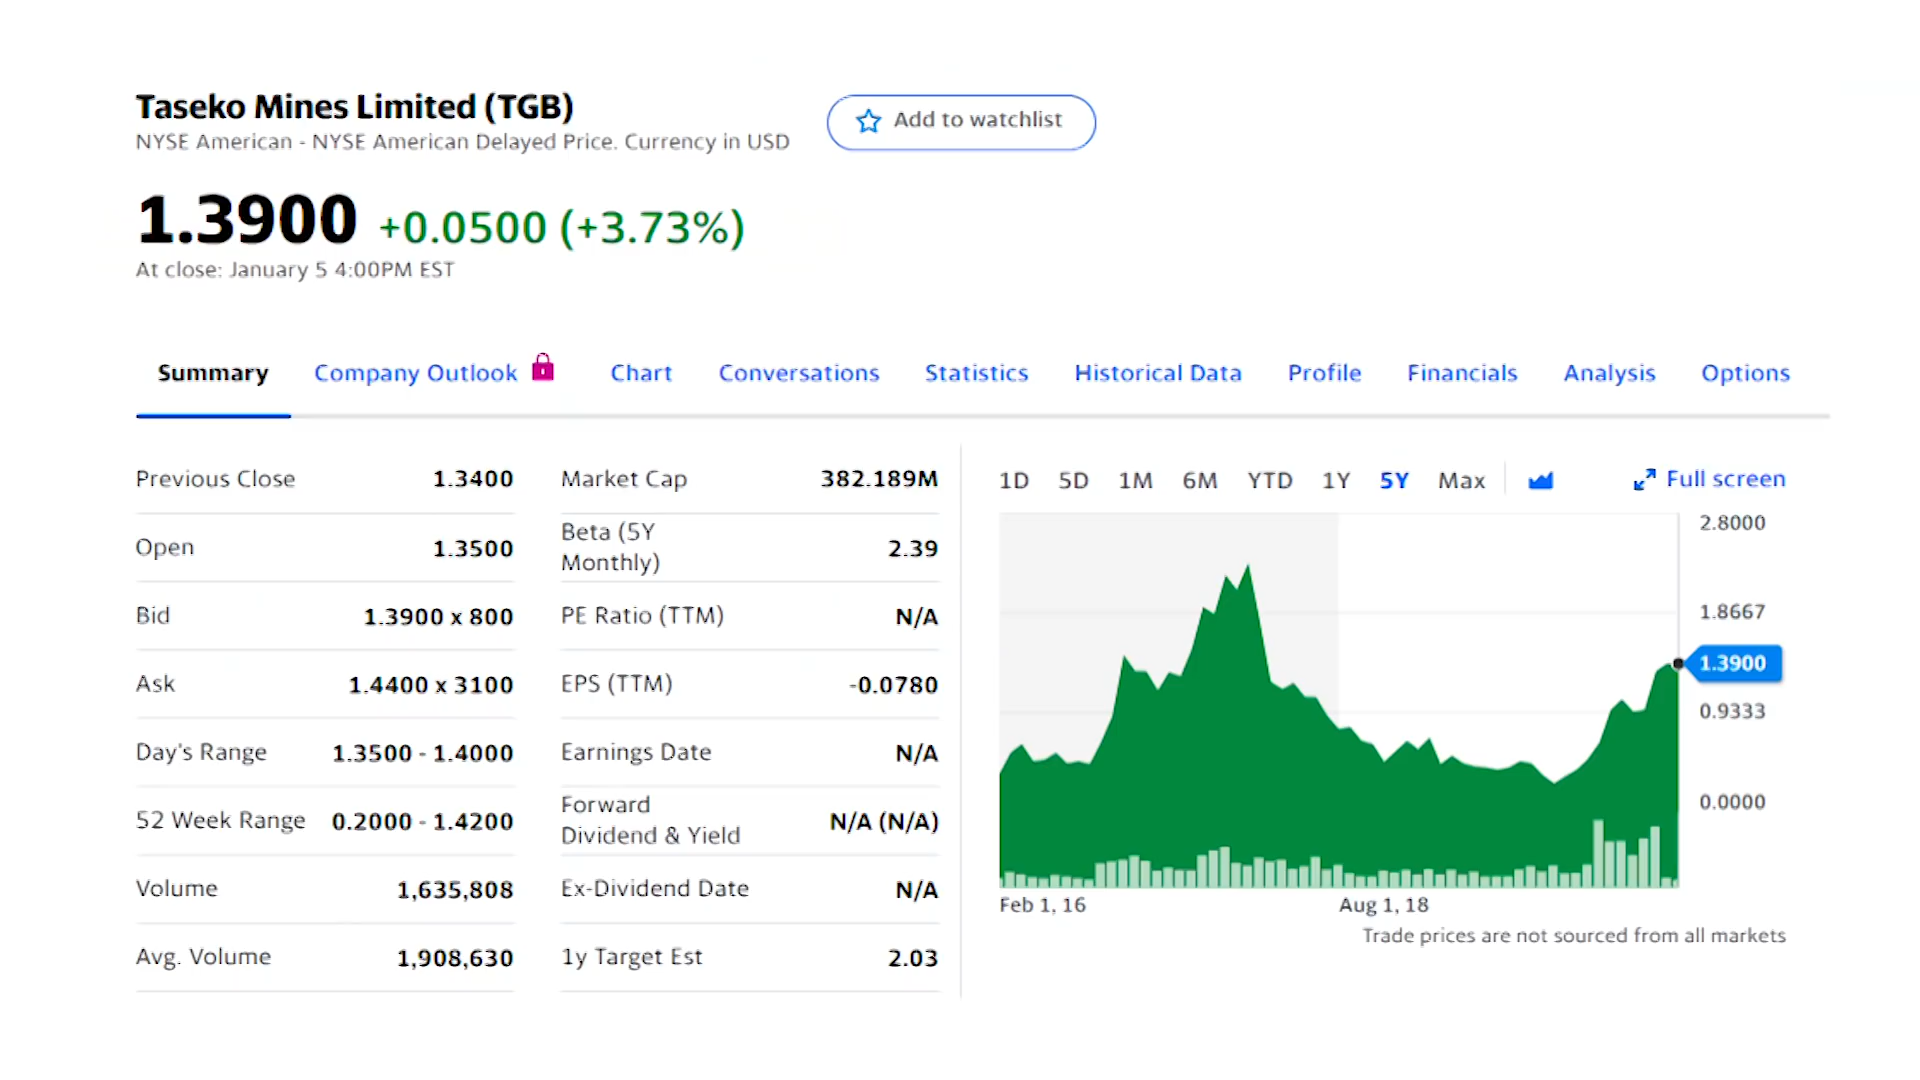 Taseko Mines Limited (TGB)
NYSE American - NYSE American Delayed Price. Currency in USD
Add to watchlist
1.3900 +0.0500 (+3.73%)
At close: January 5 4:00PM EST
Summary Company Outlook Chart Conversations Statistics Historical Data Profile Financials Analysis Options
Previous Close 1.3400
Open 1.3500
Bid 1.3900 x 800
Ask 1.4400 x 3100
Day's Range 1.3500 - 1.4000
52 Week Range 0.2000 - 1.4200
Volume 1,635,808
Avg. Volume 1,908,630
Market Cap 382.189M
Beta (5Y
Monthly) 2.39
PE Ratio (TTM) N/A
EPS (TTM) -0.0780
Earnings Date N/A
Forward
Dividend & Yield N/A (N/A)
Ex-Dividend Date N/A
1y Target Est 2.03
1D 5D 1M 6M YTD 1Y 5Y Max Full screen
2.8000
1.8667
1.3900
0.9333
0.0000
Feb 1, 16 Aug 1, 18
Trade prices are not sourced from all markets